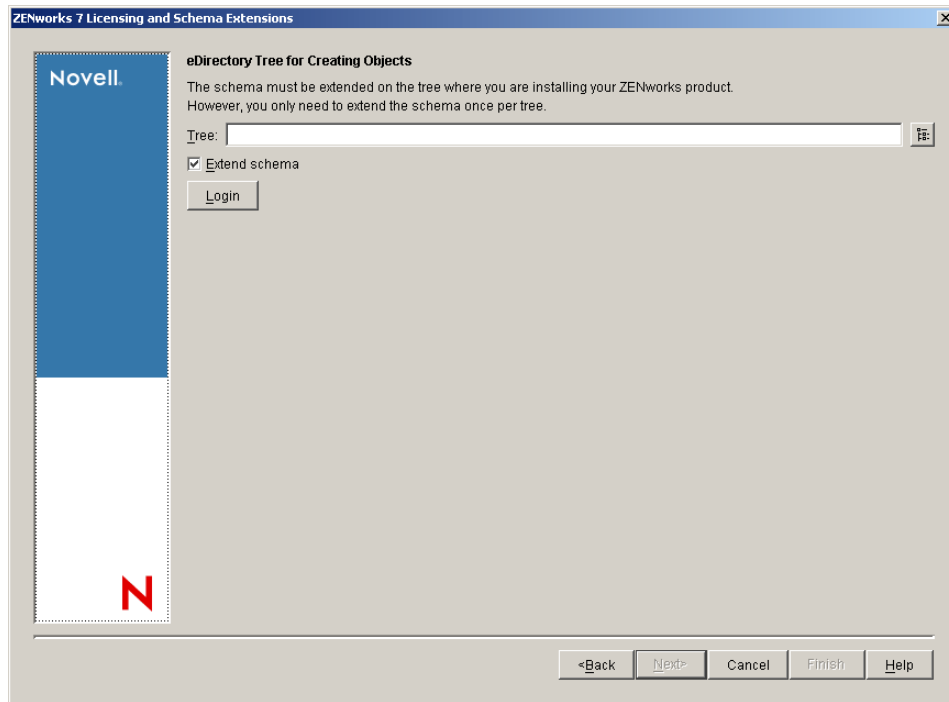 ZENworks 7 Licensing and Schema Extensions
Novell.
eDirectory Tree for Creating Objects
The schema must be extended on the tree where you are installing your ZENworks product.
However, you only need to extend the schema once per tree.
Tree:
Extend schema
Login
N
<Back Next> Cancel Finish Help